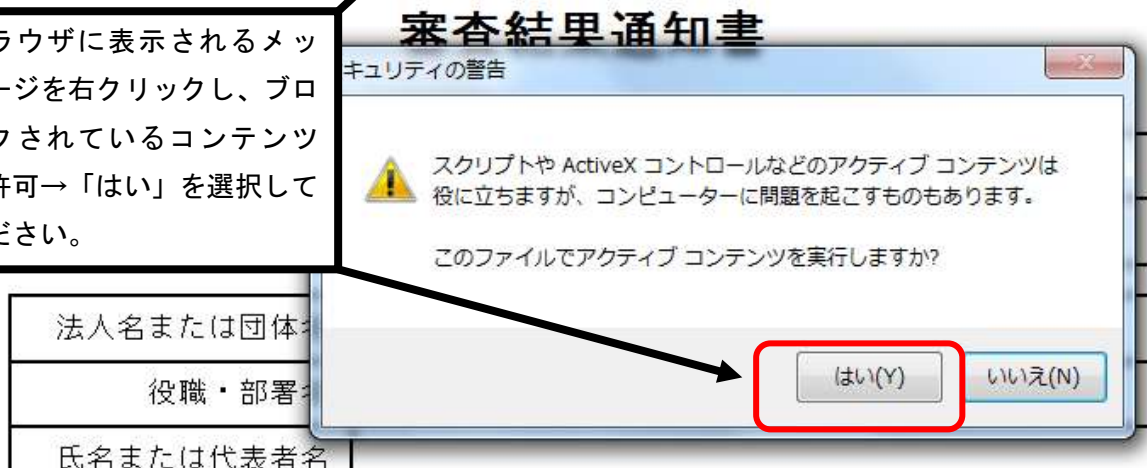 審査結果通知書
ラウザに表示されるメッ
ージを右クリックし、ブロ
クされているコンテンツ
許可→「はい」を選択して
ださい。
キュリティの警告
スクリプトや ActiveX コントロールなどのアクティブ コンテンツは
役に立ちますが、コンピューターに問題を起こすものもあります。
このファイルでアクティブ コンテンツを実行しますか?
はい(Y)
いいえ(N)
法人名または団体
役職・部署
氏名または代表者名